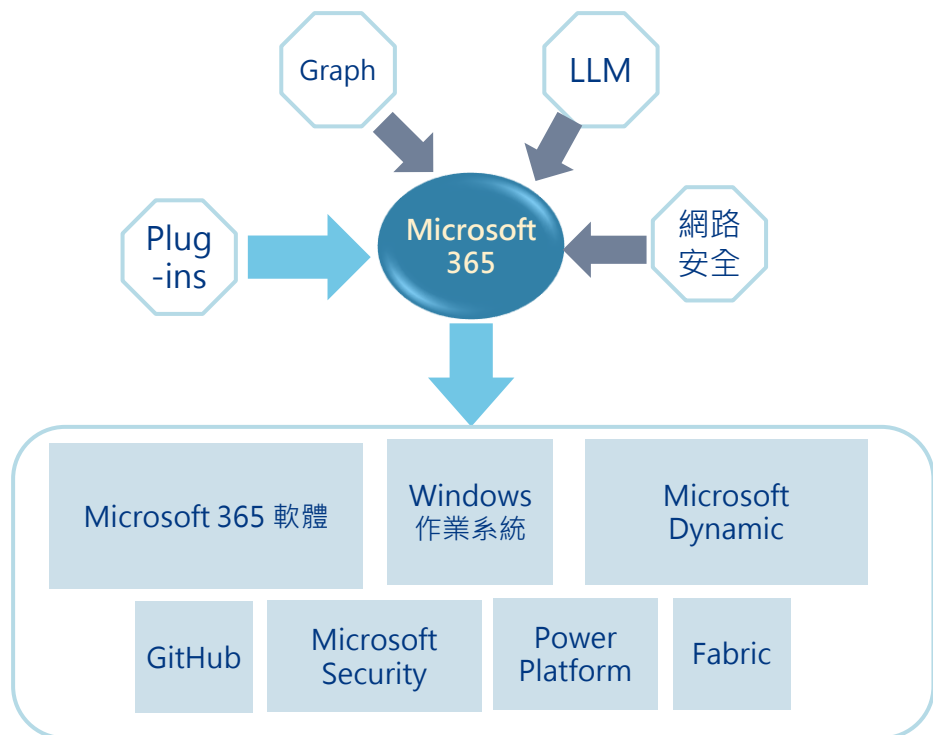 Graph
LLM
Plug
-ins
Microsoft
365
網路
安全
Microsoft 365 軟體
Windows
作業系統
Microsoft
Dynamic
GitHub
Microsoft
Security
Power
Platform
Fabric